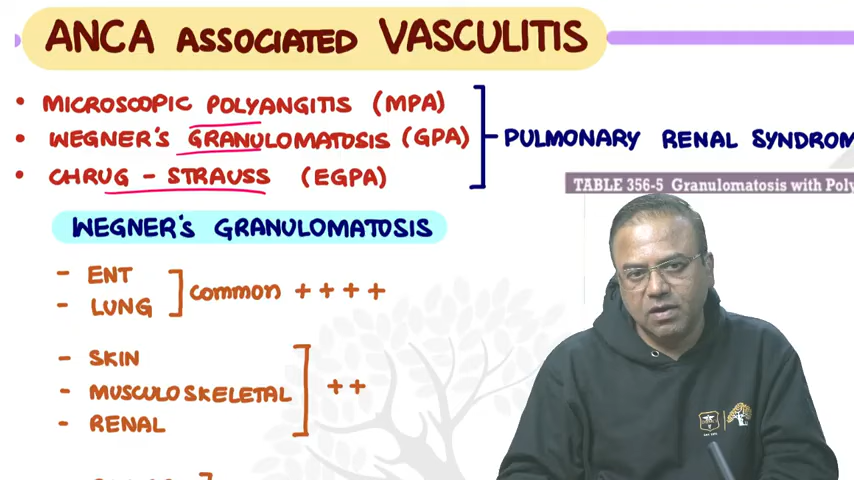 ANCA ASSOCIATED VASCULITIS
• MICROSCOPIC POLYANGITIS (MPA)
• WEGNER'S GRANULOMATOSIS (GPA)
• CHRUG - STRAUSS (EGPA)
PULMONARY RENAL SYNDROM
TABLE 356-5 Granulomatosis with Poly
WEGNER'S GRANULOMATOSIS
- ENT
- LUNG
common ++++
- SKIN
- MUSCULOSKELETAL
- RENAL
++